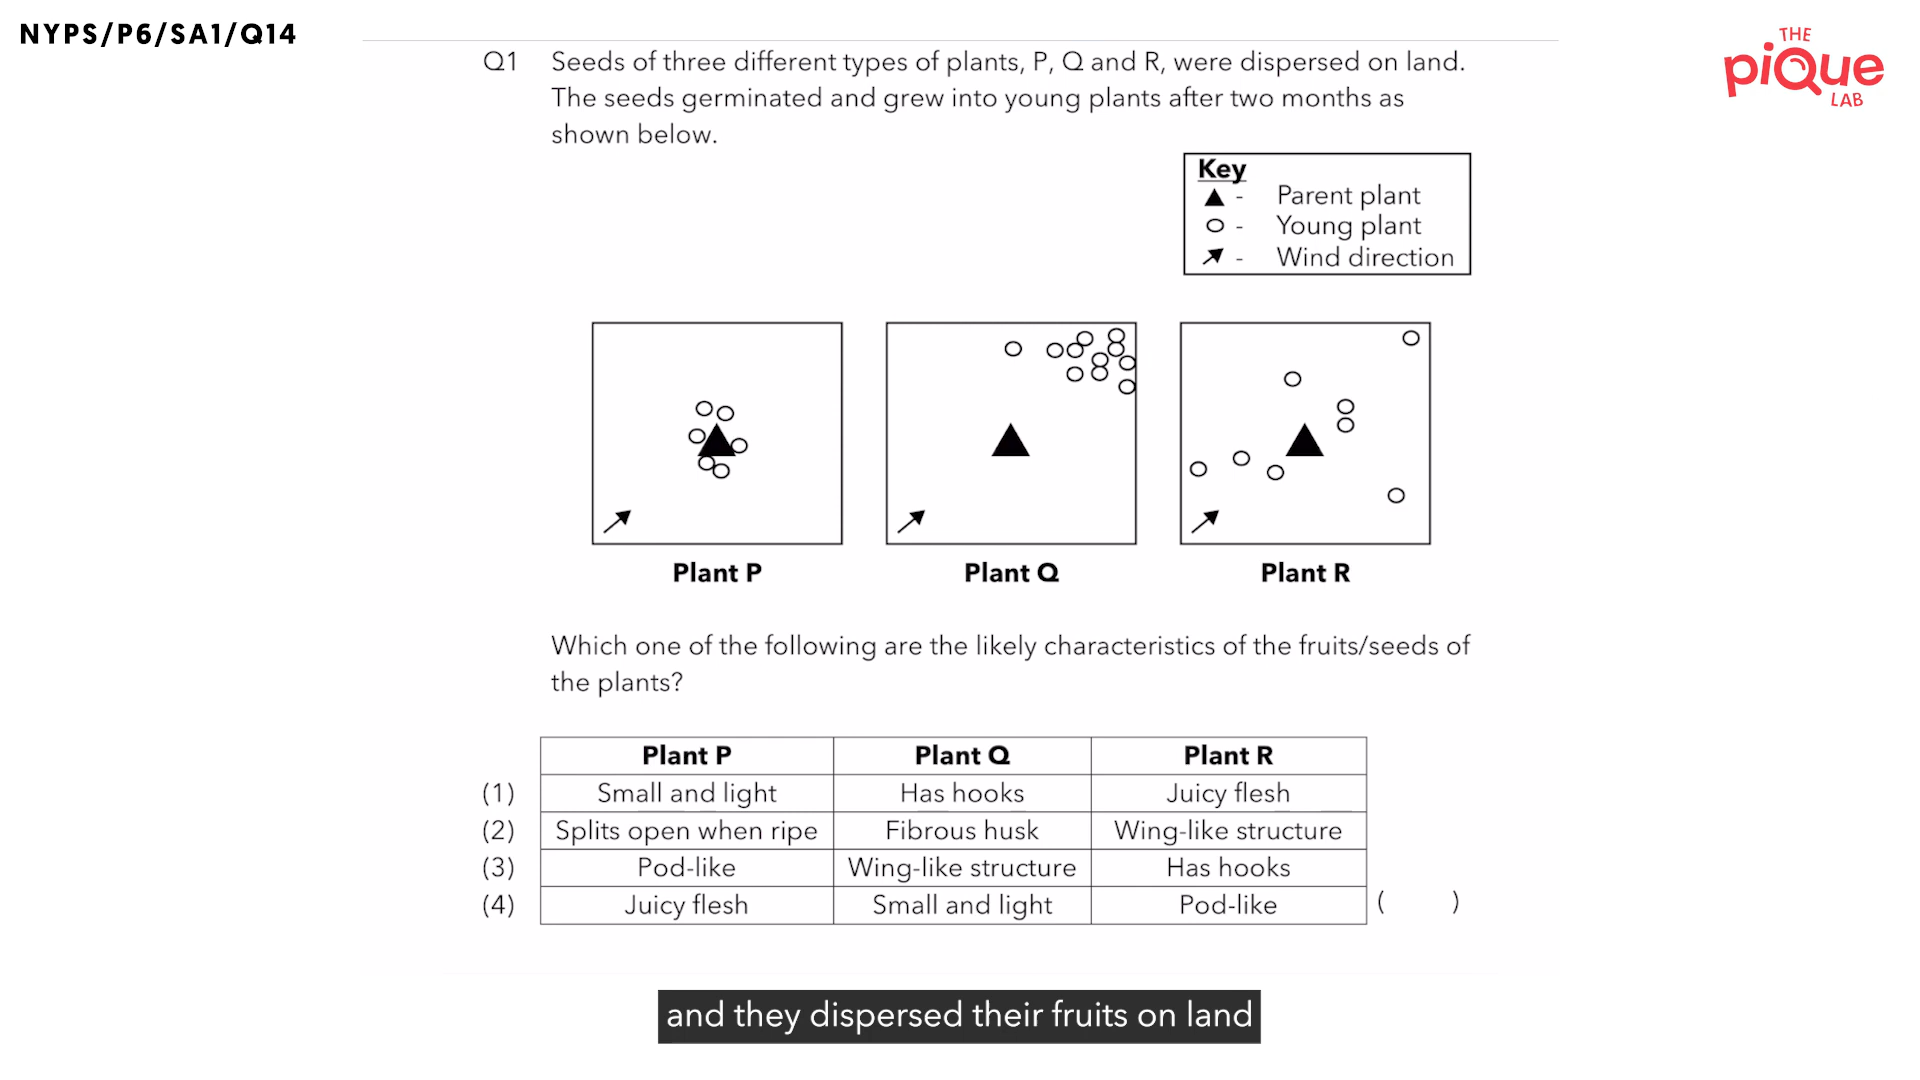 NYPS/P6/SA1/Q14
THE
piQue
LAB
Q1 Seeds of three different types of plants, P, Q and R, were dispersed on land.
The seeds germinated and grew into young plants after two months as
shown below.
Key
- Parent plant
- Young plant
- Wind direction
Plant P Plant Q Plant R
Which one of the following are the likely characteristics of the fruits/seeds of
the plants?
Plant P Plant Q Plant R
(1) Small and light Has hooks Juicy flesh
(2) Splits open when ripe Fibrous husk Wing-like structure
(3) Pod-like Wing-like structure Has hooks
(4) Juicy flesh Small and light Pod-like ( )
and they dispersed their fruits on land